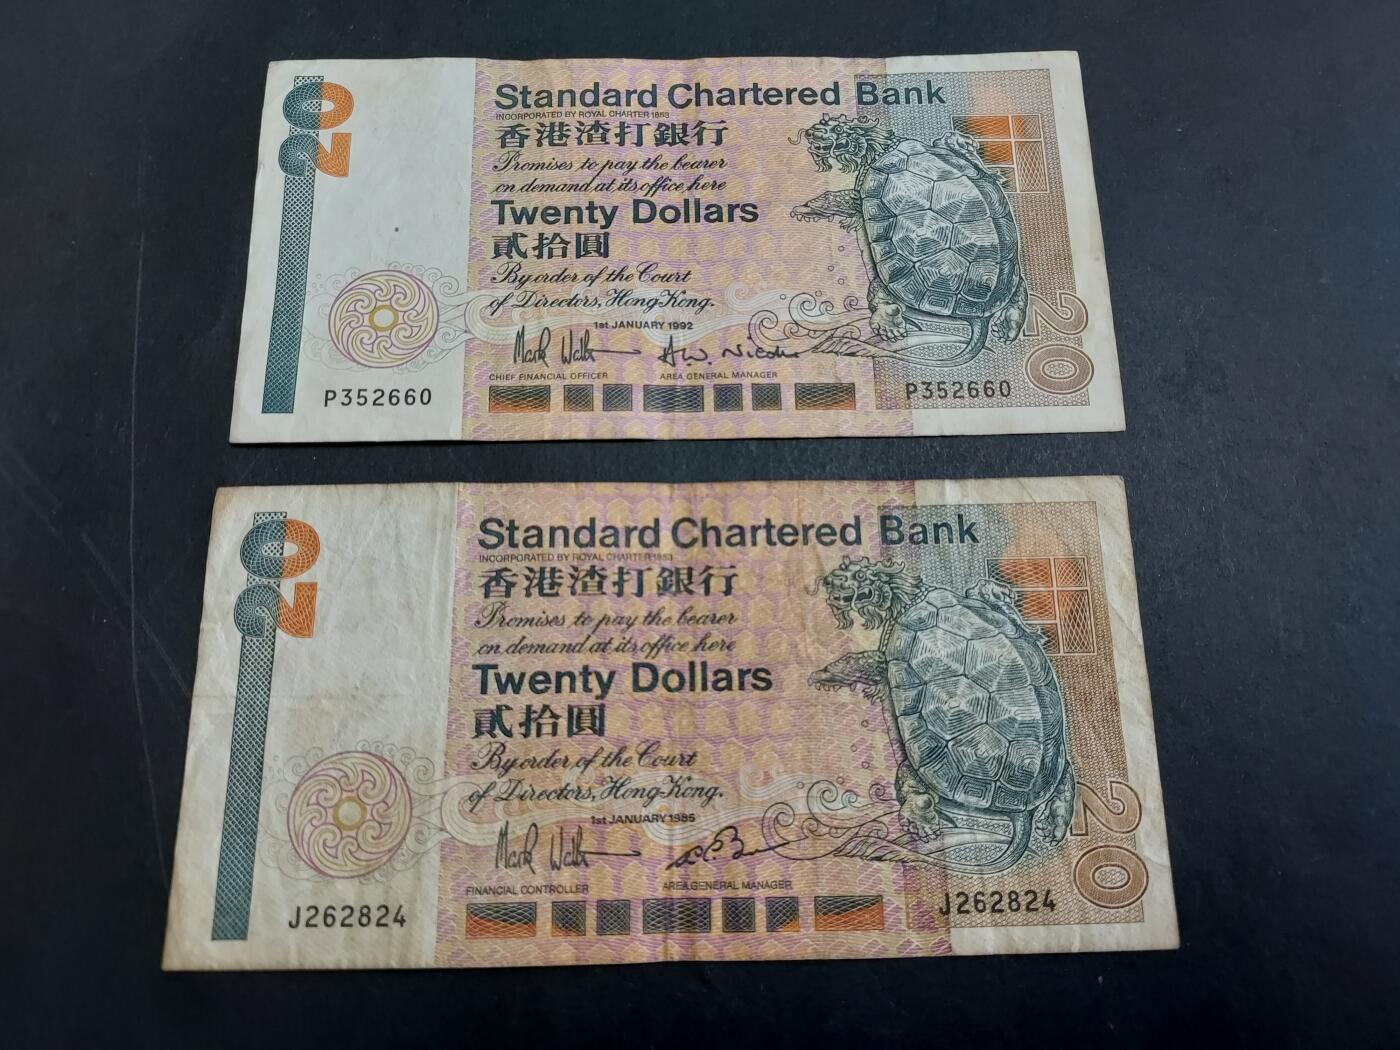 20
Standard Chartered Bank
INCORPORATED BY ROYAL CHARTER 1853
香港渣打銀行
Promises to pay the bearer
on demand at its office here
Twenty Dollars
貳拾圓
By order of the Court
of Directors, Hong Kong.
1st JANUARY 1992
Mark
A.W. Nicolle
CHIEF FINANCIAL OFFICER AREA GENERAL MANAGER
P352660 P352660
20
20
Standard Chartered Bank
INCORPORATED BY ROYAL CHARTER 1853
香港渣打銀行
Promises to pay the bearer
on demand at its office here
Twenty Dollars
貳拾圓
By order of the Court
of Directors, Hong Kong.
1st JANUARY 1985
Mark
FINANCIAL CONTROLLER AREA GENERAL MANAGER
J262824 J262824
20